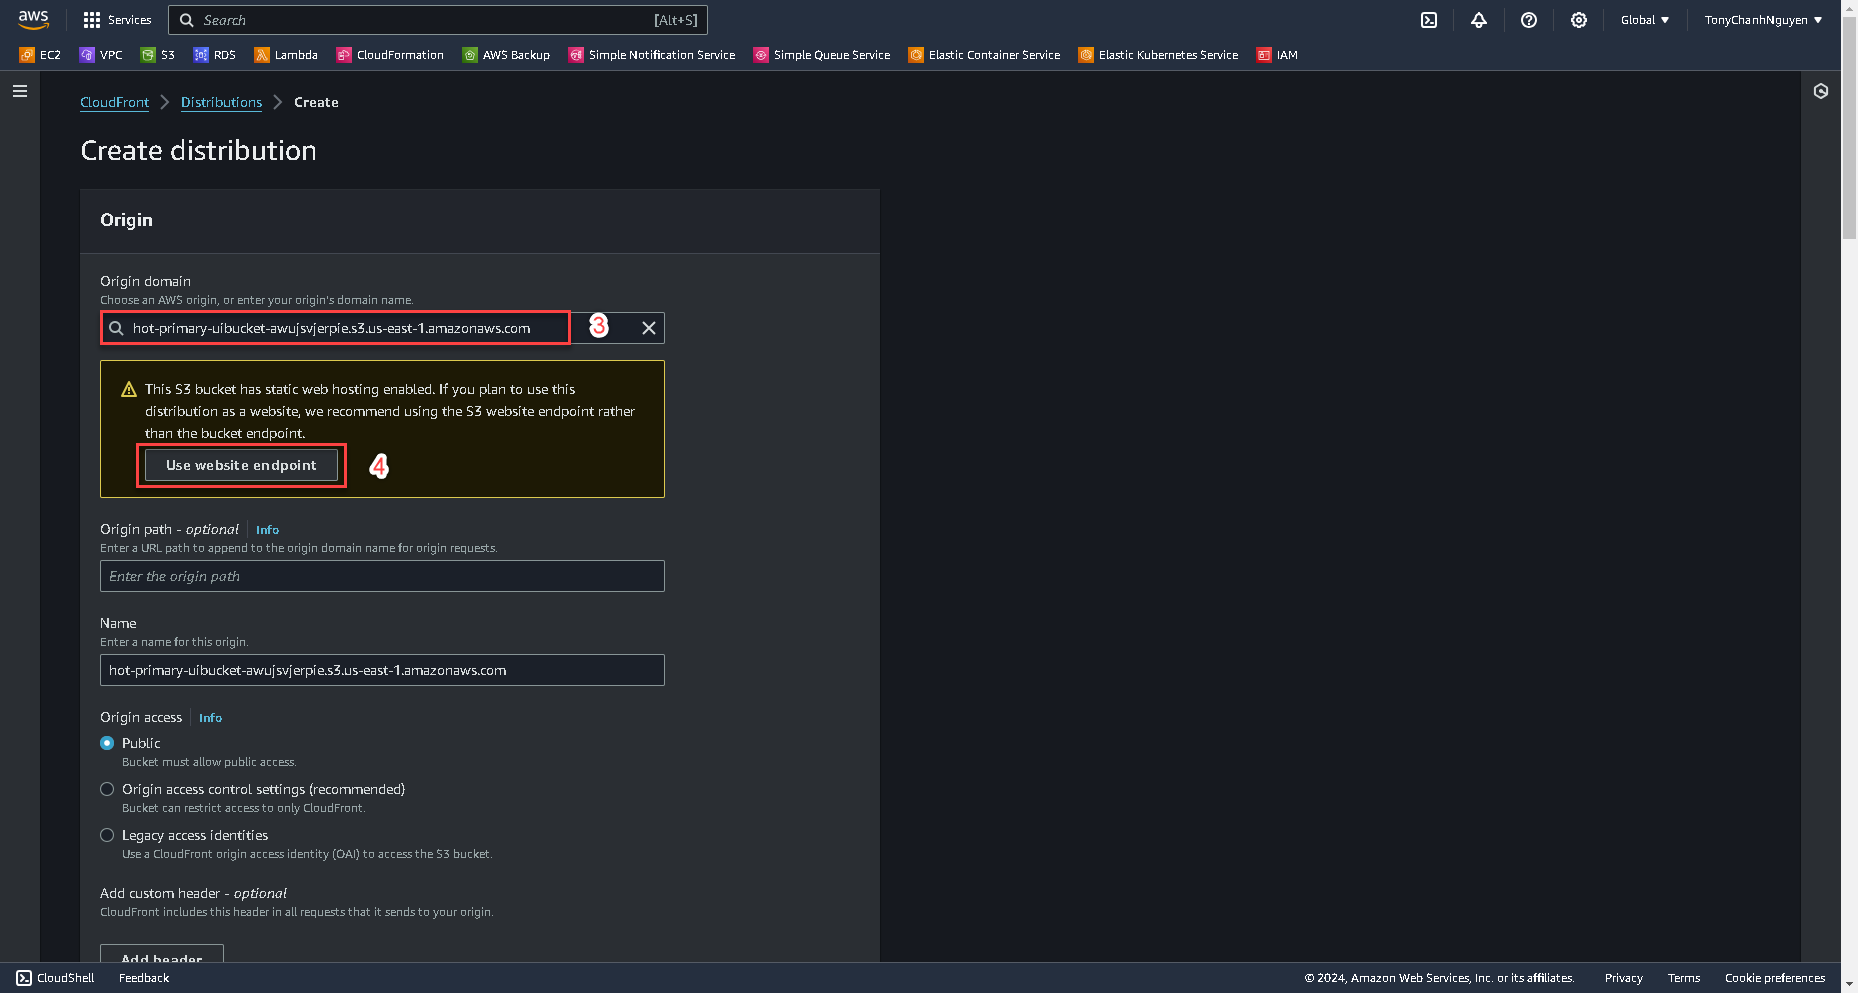 aws
Services
Search
[Alt+S]
Global
TonyChanhNguyen
EC2
VPC
S3
RDS
Lambda
CloudFormation
AWS Backup
Simple Notification Service
Simple Queue Service
Elastic Container Service
Elastic Kubernetes Service
IAM
CloudFront
Distributions
Create
Create distribution
Origin
Origin domain
Choose an AWS origin, or enter your origin's domain name.
hot-primary-uibucket-awujsvjerpie.s3.us-east-1.amazonaws.com
3
This S3 bucket has static web hosting enabled. If you plan to use this
distribution as a website, we recommend using the S3 website endpoint rather
than the bucket endpoint.
Use website endpoint
4
Origin path - optional
Info
Enter a URL path to append to the origin domain name for origin requests.
Enter the origin path
Name
Enter a name for this origin.
hot-primary-uibucket-awujsvjerpie.s3.us-east-1.amazonaws.com
Origin access
Info
Public
Bucket must allow public access.
Origin access control settings (recommended)
Bucket can restrict access to only CloudFront.
Legacy access identities
Use a CloudFront origin access identity (OAI) to access the S3 bucket.
Add custom header - optional
CloudFront includes this header in all requests that it sends to your origin.
Add header
CloudShell
Feedback
© 2024, Amazon Web Services, Inc. or its affiliates.
Privacy
Terms
Cookie preferences